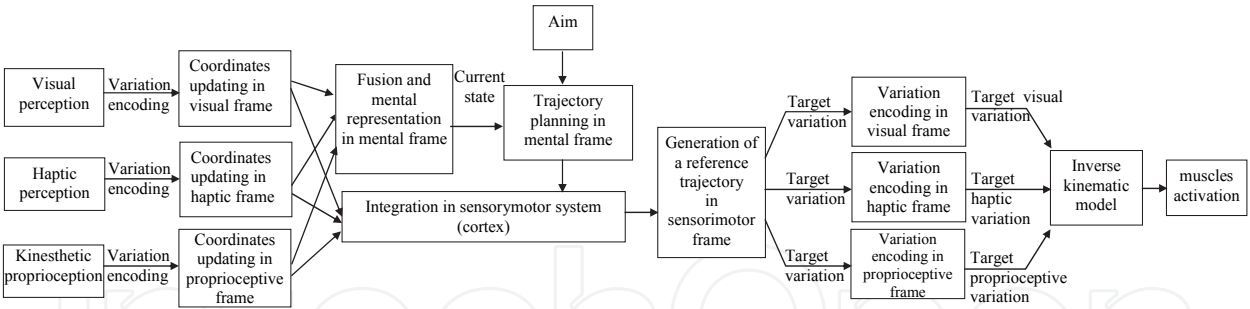 Aim
Visual
perception
Variation
encoding
Coordinates
updating in
visual frame
Fusion and
mental
representation
in mental frame
Current
state
Trajectory
planning in
mental frame
Haptic
perception
Variation
encoding
Coordinates
updating in
haptic frame
Integration in sensorymotor system
(cortex)
Kinesthetic
proprioception
Variation
encoding
Coordinates
updating in
proprioceptive
frame
Generation of
a reference
trajectory
in
sensorimotor
frame
Target
variation
Variation
encoding in
visual frame
Target visual
variation
Target
variation
Variation
encoding in
haptic frame
Target
haptic
variation
Target
variation
Variation
encoding in
proprioceptive
frame
Target
proprioceptive
variation
Inverse
kinematic
model
muscles
activation